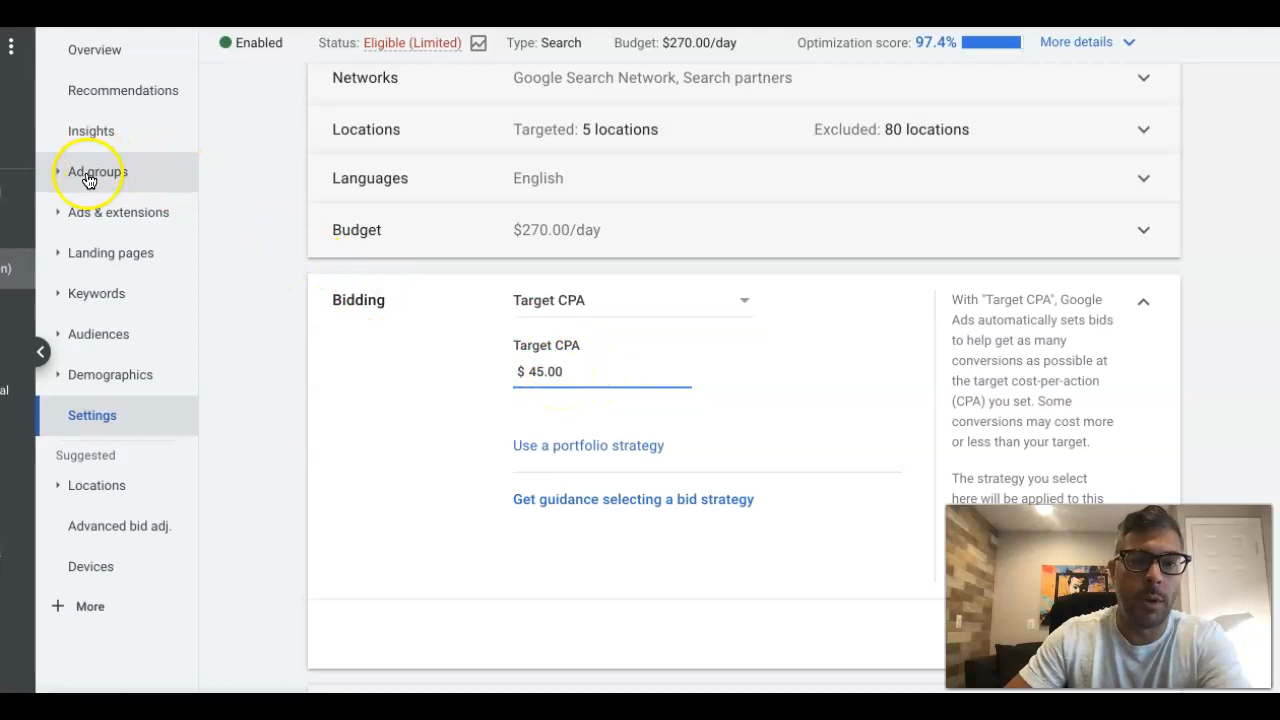 Overview
Recommendations
Insights
Ad groups
Ads & extensions
Landing pages
Keywords
Audiences
Demographics
Settings
Suggested
Locations
Advanced bid adj.
Devices
+ More
n)
al
Enabled Status: Eligible (Limited) Type: Search Budget: $270.00/day Optimization score: 97.4% More details
Networks Google Search Network, Search partners
Locations Targeted: 5 locations Excluded: 80 locations
Languages English
Budget $270.00/day
Bidding Target CPA
Target CPA
$ 45.00
Use a portfolio strategy
Get guidance selecting a bid strategy
With "Target CPA", Google
Ads automatically sets bids
to help get as many
conversions as possible at
the target cost-per-action
(CPA) you set. Some
conversions may cost more
or less than your target.
The strategy you select
here will be applied to this